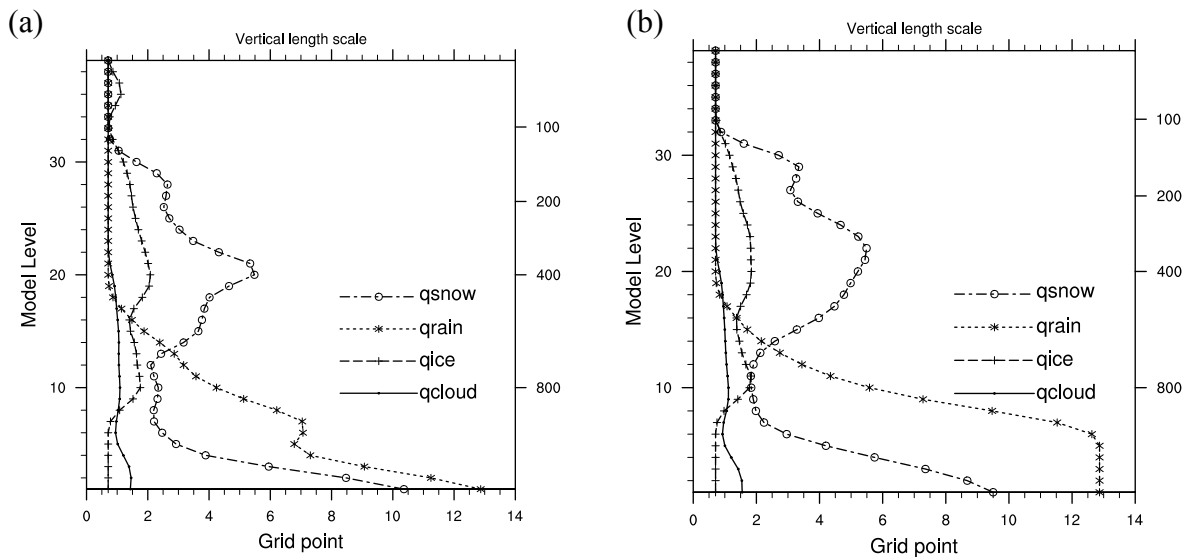 (a)
Vertical length scale
30
20
10
Model Level
100
200
400
800
qsnow
qrain
qice
qcloud
0 2 4 6 8 10 12 14
Grid point
(b)
Vertical length scale
40
30
20
10
Model Level
100
200
400
800
qsnow
qrain
qice
qcloud
0 2 4 6 8 10 12 14
Grid point